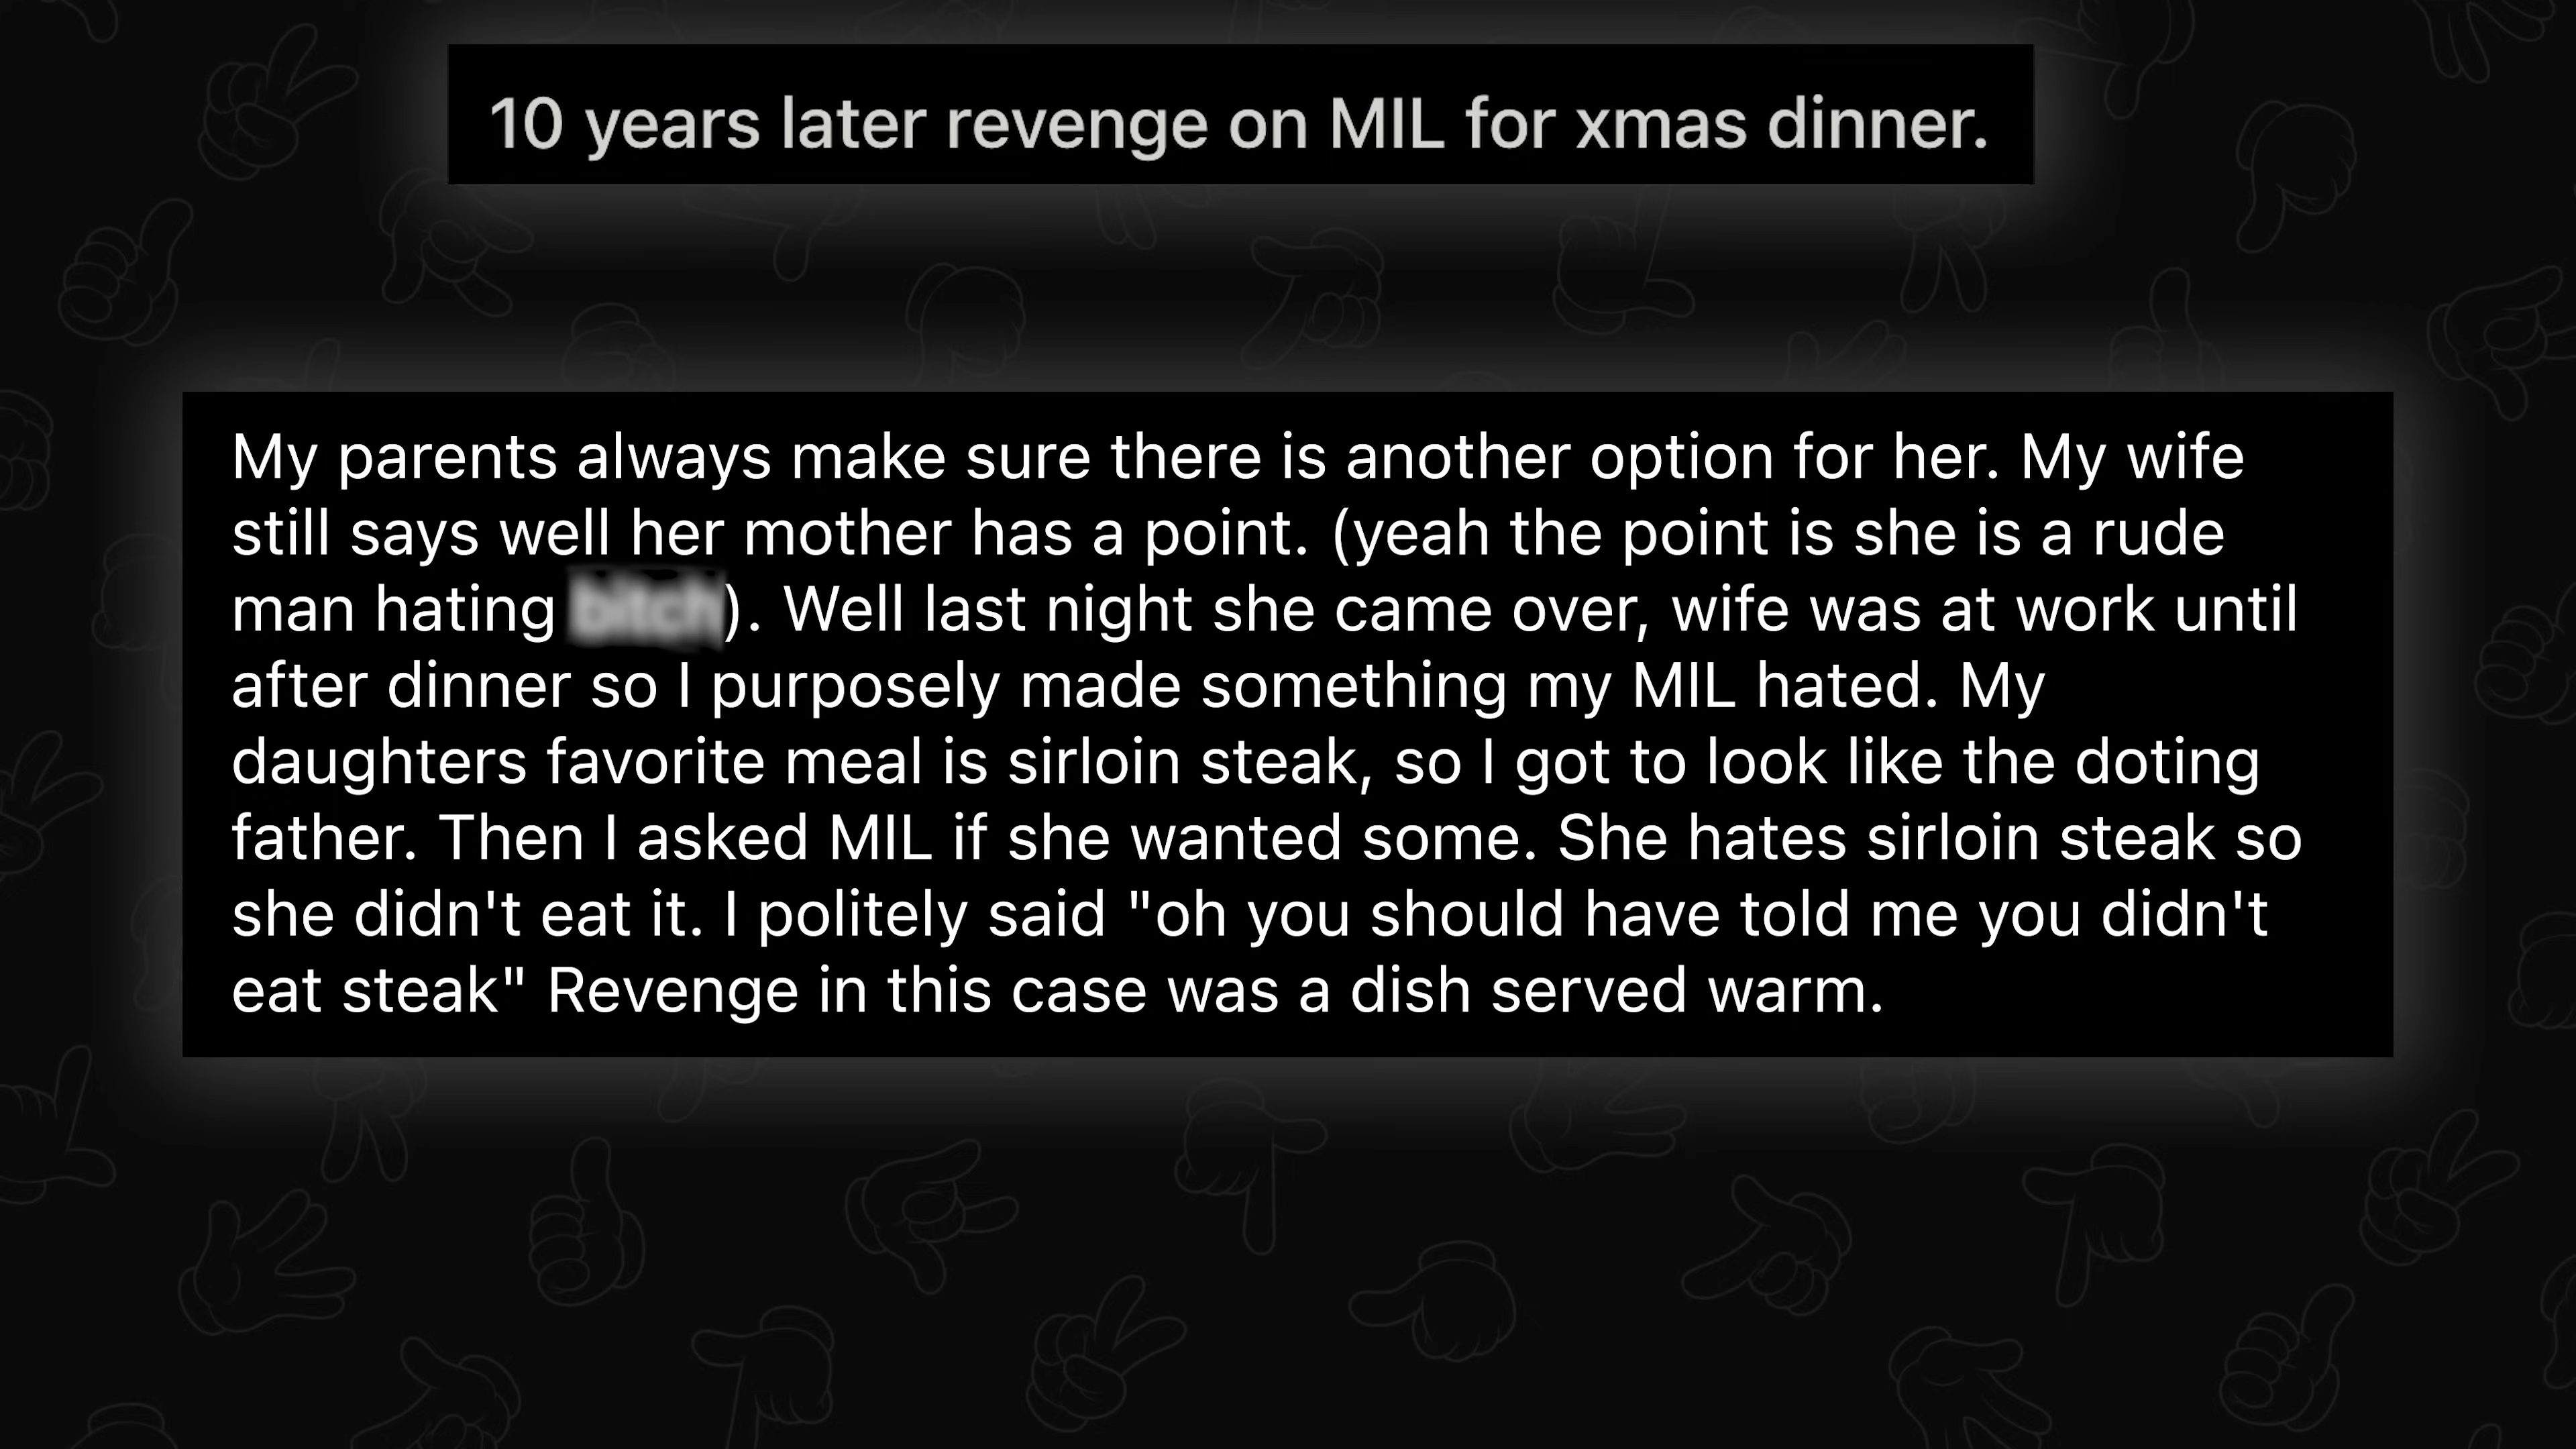 10 years later revenge on MIL for xmas dinner.
My parents always make sure there is another option for her. My wife
still says well her mother has a point. (yeah the point is she is a rude
man hating bitch). Well last night she came over, wife was at work until
after dinner so I purposely made something my MIL hated. My
daughters favorite meal is sirloin steak, so I got to look like the doting
father. Then I asked MIL if she wanted some. She hates sirloin steak so
she didn't eat it. I politely said "oh you should have told me you didn't
eat steak" Revenge in this case was a dish served warm.